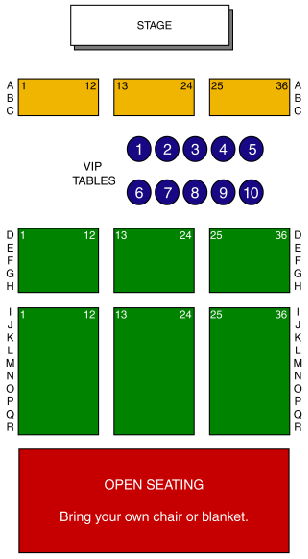 STAGE
A 1 12 13 24 25 36 A
B B
C C
VIP 1 2 3 4 5
TABLES 6 7 8 9 10
D 1 12 13 24 25 36 D
E E
F F
G G
H H
I 1 12 13 24 25 36 I
J J
K K
L L
M M
N N
O O
P P
Q Q
R R
OPEN SEATING
Bring your own chair or blanket.